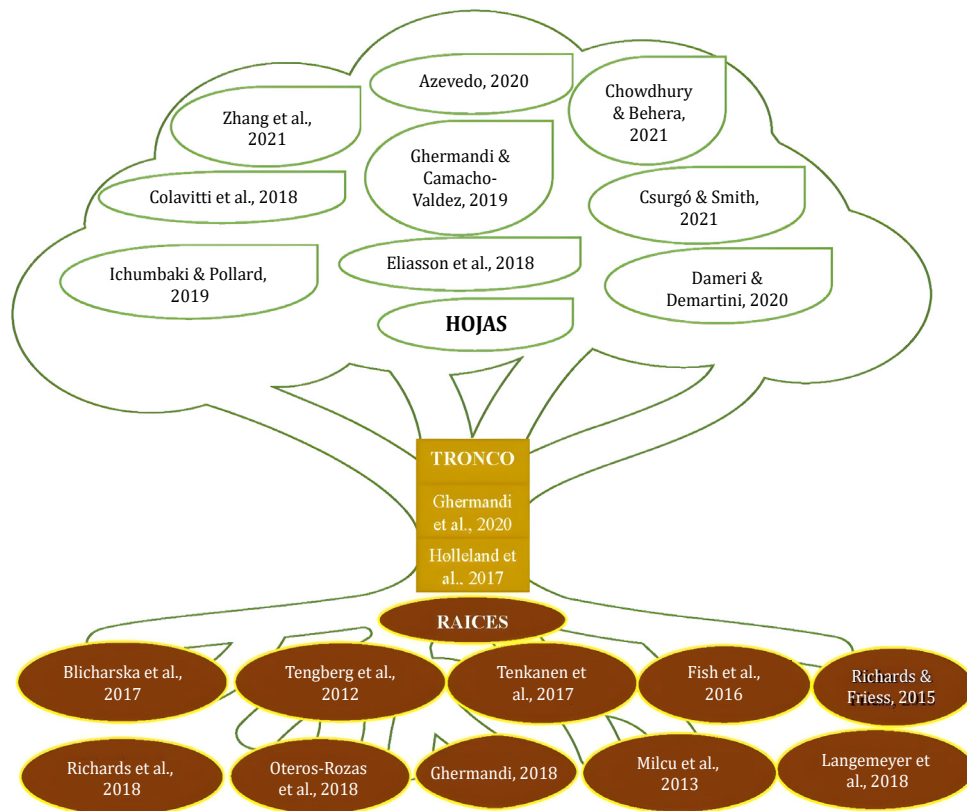 Azevedo, 2020
Chowdhury
& Behera,
2021
Zhang et al.,
2021
Ghermandi &
Camacho-
Valdez, 2019
Colavitti et al., 2018
Csurgó & Smith,
2021
Eliasson et al., 2018
Ichumbaki & Pollard,
2019
Dameri &
Demartini, 2020
HOJAS
TRONCO
Ghermandi
et al., 2020
Hølleland et
al., 2017
RAICES
Blicharska et al.,
2017
Tengberg et al.,
2012
Tenkanen
et al., 2017
Fish et al.,
2016
Richards &
Friess, 2015
Richards et al.,
2018
Oteros-Rozas
et al., 2018
Ghermandi, 2018
Milcu et al.,
2013
Langemeyer
et al., 2018